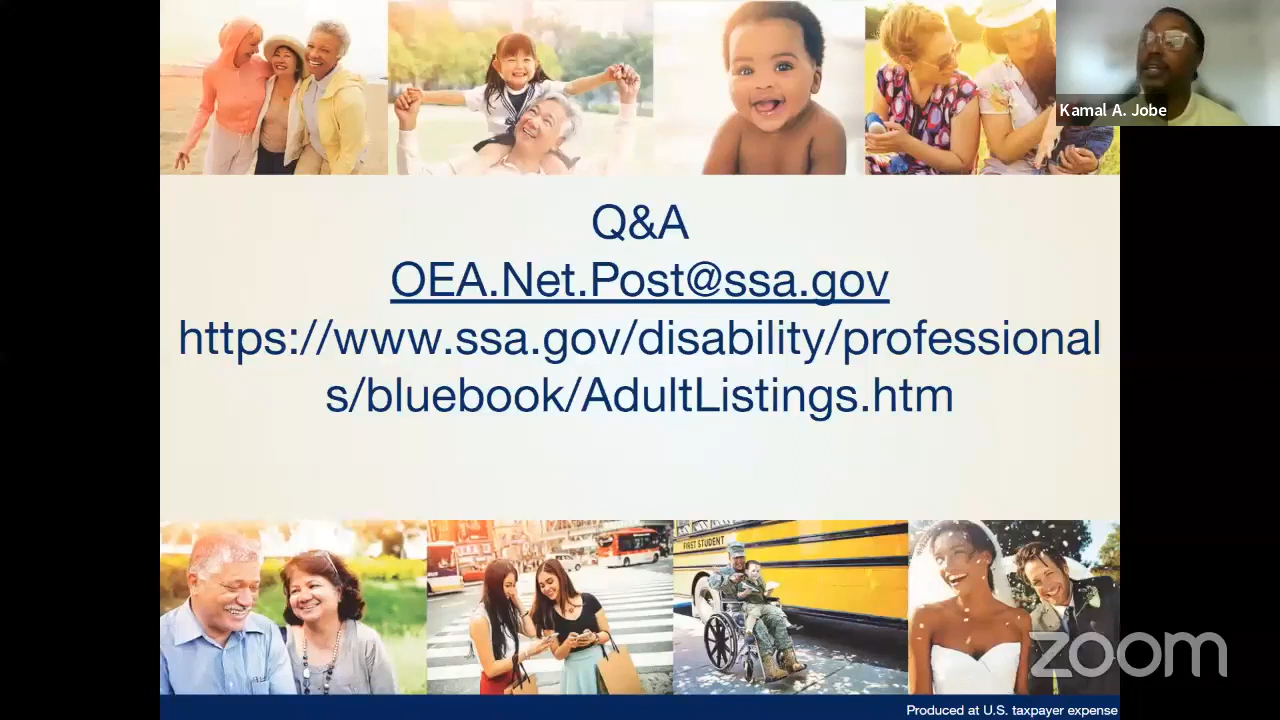 Kamal A. Jobe
Q&A
OEA.Net.Post@ssa.gov
https://www.ssa.gov/disability/professional
s/bluebook/AdultListings.htm
FIRST STUDENT
zoom
Produced at U.S. taxpayer expense